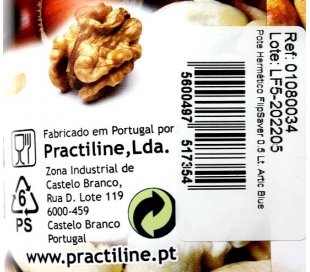 Fabricado em Portugal por
Practiline,Lda.
Zona Industrial de
Castelo Branco,
Rua D. Lote 119
6000-459
Castelo Branco
Portugal
www.practiline.pt
6
PS
5600497 517354
Pote Hermético FlipSaver 0.5 Lt. Artic Blue
Lote: LF5-202205
Ref: 01080034